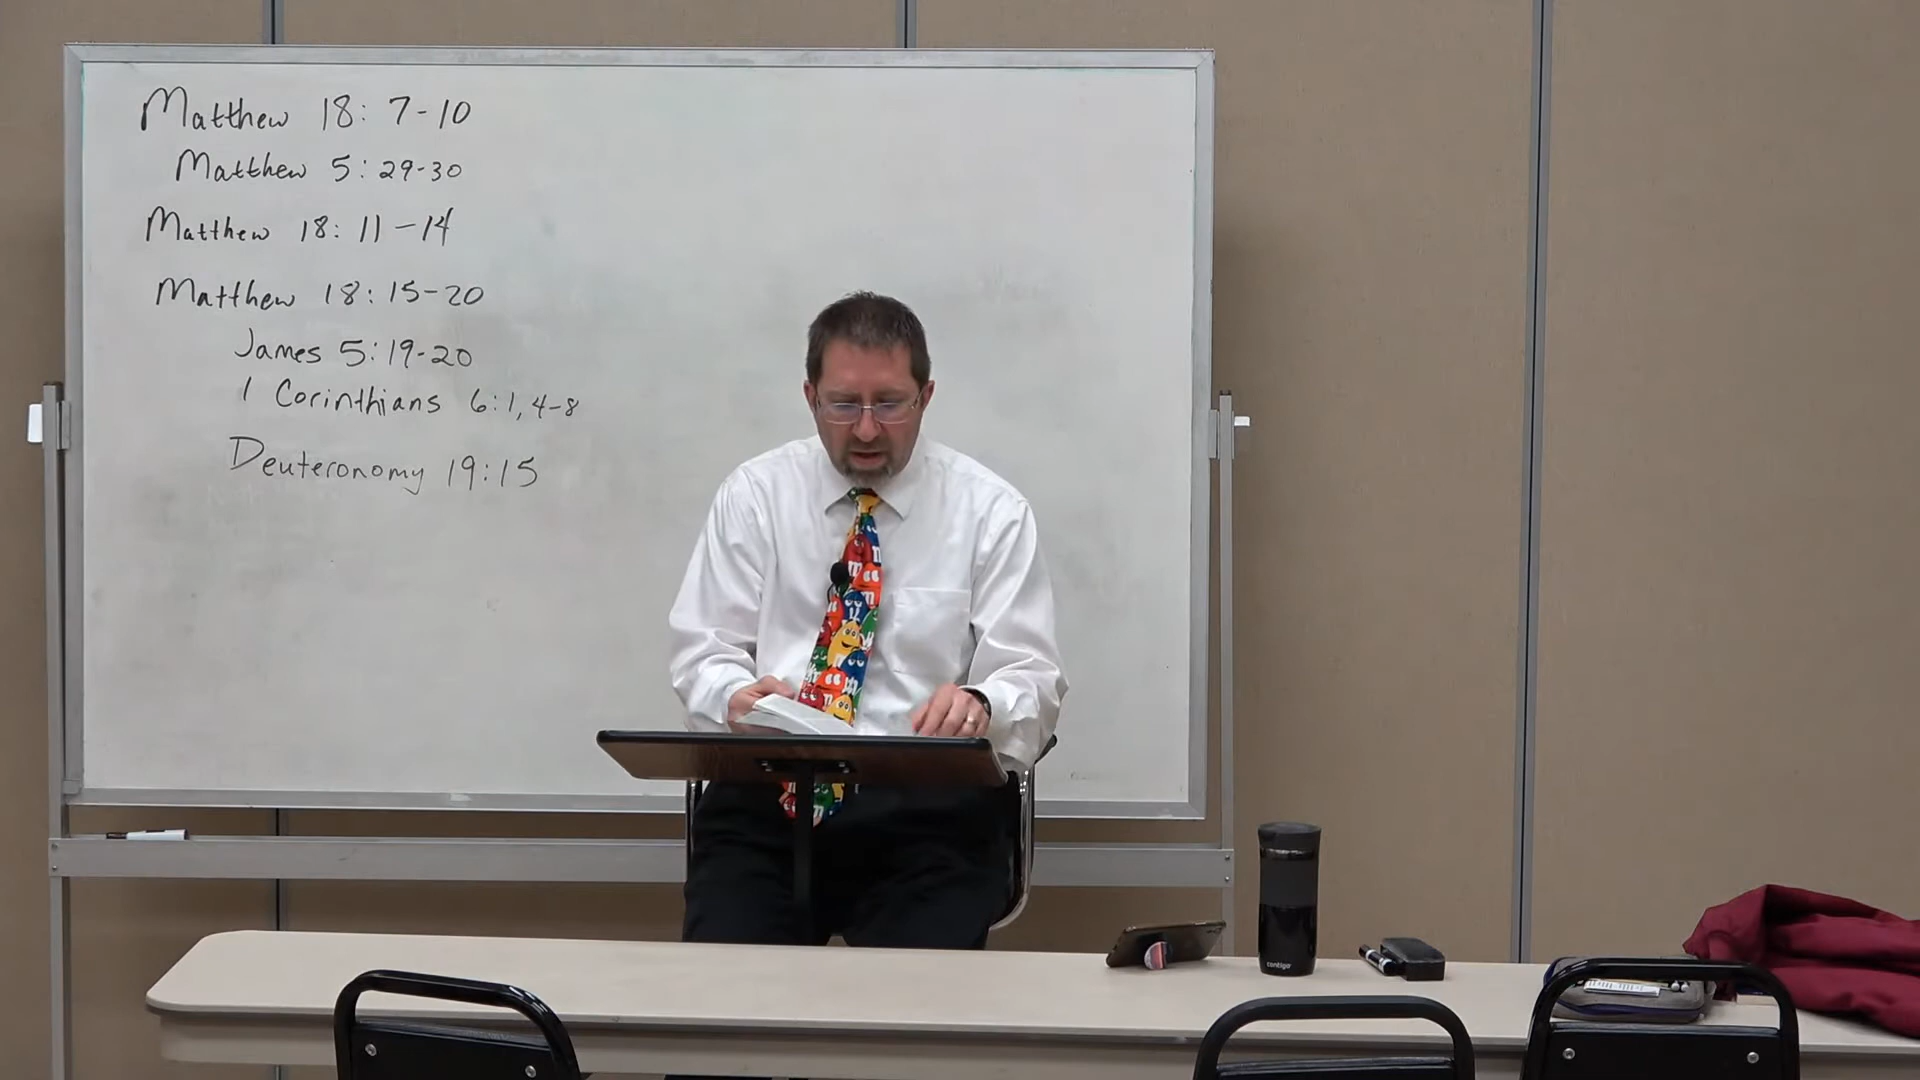 Matthew 18: 7-10
Matthew 5: 29-30
Matthew 18: 11-14
Matthew 18: 15-20
James 5:19-20
1 Corinthians 6:1, 4-8
Deuteronomy 19:15
contigo